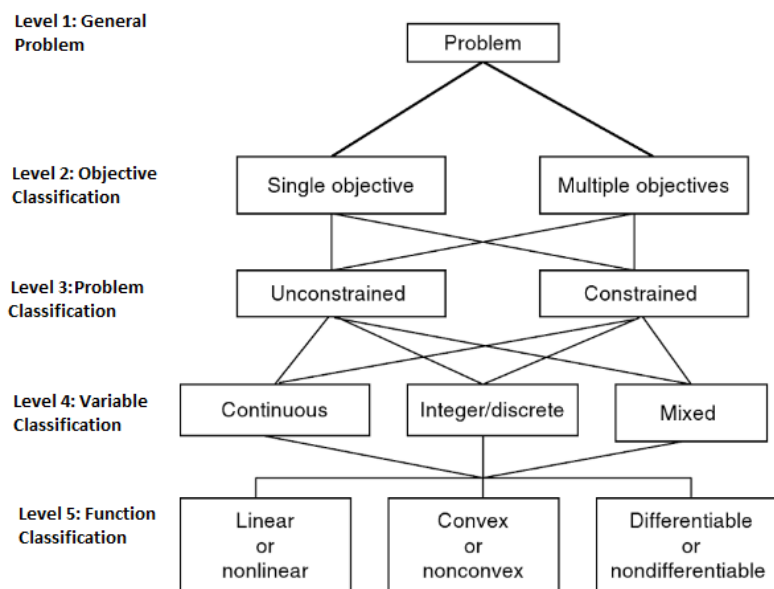 Level 1: General
Problem
Problem
Level 2: Objective
Classification
Single objective
Multiple objectives
Level 3:Problem
Classification
Unconstrained
Constrained
Level 4: Variable
Classification
Continuous
Integer/discrete
Mixed
Level 5: Function
Classification
Linear
or
nonlinear
Convex
or
nonconvex
Differentiable
or
nondifferentiable